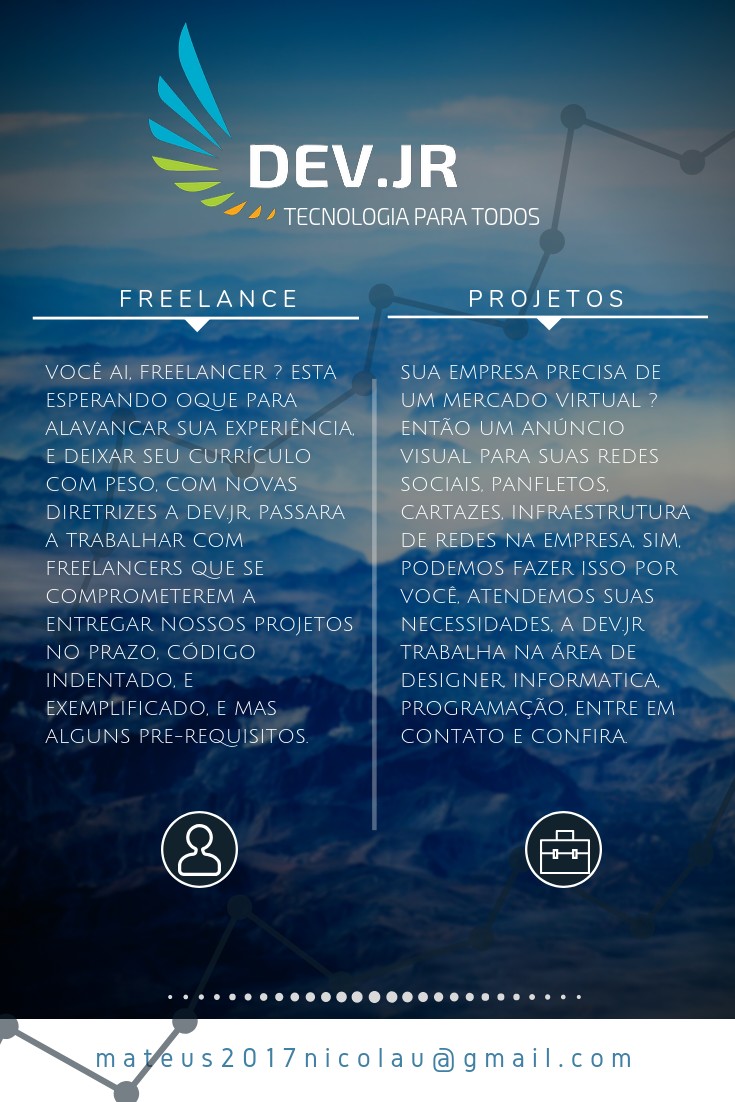 DEV.JR
TECNOLOGIA PARA TODOS
FREELANCE
VOCÊ AI, FREELANCER ? ESTA
ESPERANDO OQUE PARA
ALAVANCAR SUA EXPERIÊNCIA,
E DEIXAR SEU CURRÍCULO
COM PESO, COM NOVAS
DIRETRIZES A DEV.JR, PASSARA
A TRABALHAR COM
FREELANCERS QUE SE
COMPROMETEREM A
ENTREGAR NOSSOS PROJETOS
NO PRAZO, CÓDIGO
INDENTADO, E
EXEMPLIFICADO, E MAS
ALGUNS PRE-REQUISITOS.
PROJETOS
SUA EMPRESA PRECISA DE
UM MERCADO VIRTUAL ?
ENTÃO UM ANÚNCIO
VISUAL PARA SUAS REDES
SOCIAIS, PANFLETOS,
CARTAZES, INFRAESTRUTURA
DE REDES NA EMPRESA, SIM,
PODEMOS FAZER ISSO POR
VOCÊ, ATENDEMOS SUAS
NECESSIDADES, A DEV.JR
TRABALHA NA ÁREA DE
DESIGNER, INFORMATICA,
PROGRAMAÇÃO, ENTRE EM
CONTATO E CONFIRA.
mateus2017nicolau@gmail.com